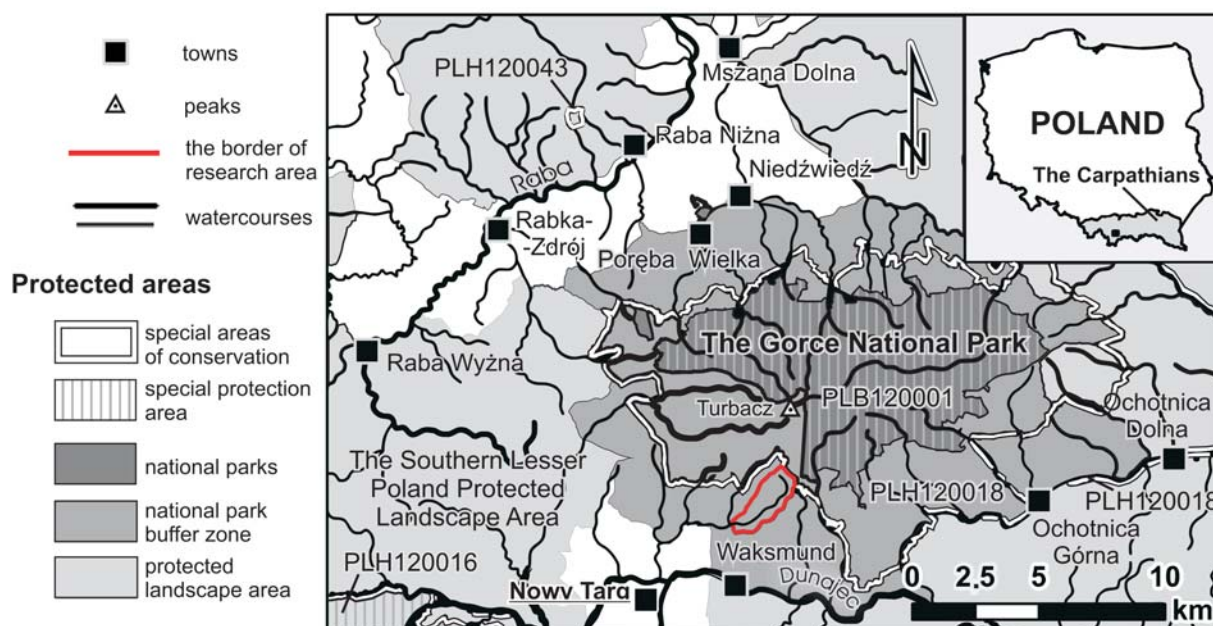 towns
peaks
the border of
research area
watercourses
Protected areas
special areas
of conservation
special protection
area
national parks
national park
buffer zone
protected
landscape area
PLH120043
Mszana Dolna
Raba Niżna
Raba
Niedźwiedź
Rabka-
-Zdrój
Poręba Wielka
N
POLAND
The Carpathians
The Gorce National Park
Raba Wyżna
Turbacz
PLB120001
Ochotnica
Dolna
The Southern Lesser
Poland Protected
Landscape Area
PLH120018
PLH120018
Ochotnica
Górna
PLH120016
Waksmund
Dunajec
Nowy Targ
0 2,5 5 10
km